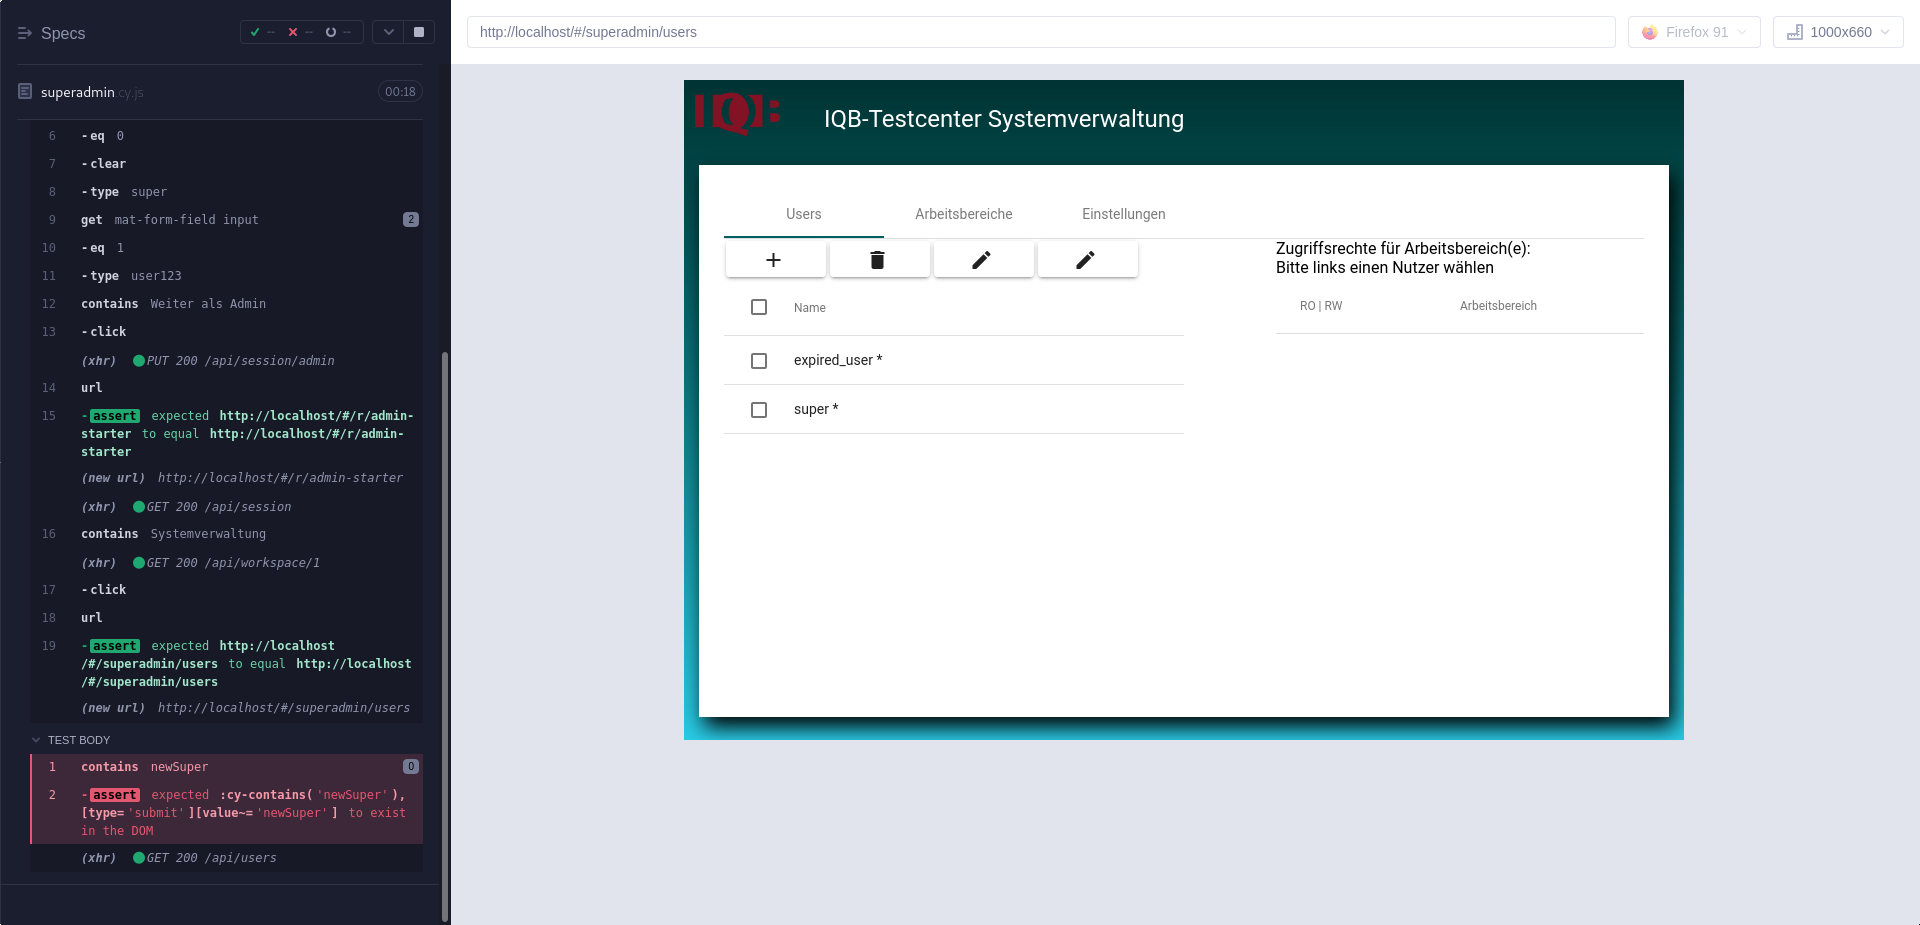 Specs
-- -- --
http://localhost/#/superadmin/users
Firefox 91
1000x660
superadmin.cy.js
00:18
6 -eq 0
7 -clear
8 -type super
9 get mat-form-field input 2
10 -eq 1
11 -type user123
12 contains Weiter als Admin
13 -click
(xhr) PUT 200 /api/session/admin
14 url
15 -assert expected http://localhost/#/r/admin-
starter to equal http://localhost/#/r/admin-
starter
(new url) http://localhost/#/r/admin-starter
(xhr) GET 200 /api/session
16 contains Systemverwaltung
(xhr) GET 200 /api/workspace/1
17 -click
18 url
19 -assert expected http://localhost
/#/superadmin/users to equal http://localhost
/#/superadmin/users
(new url) http://localhost/#/superadmin/users
TEST BODY
1 contains newSuper 0
2 -assert expected :cy-contains('newSuper'),
[type='submit'][value~='newSuper'] to exist
in the DOM
(xhr) GET 200 /api/users
IQB:
IQB-Testcenter Systemverwaltung
Users
Arbeitsbereiche
Einstellungen
Name
expired_user *
super *
Zugriffsrechte für Arbeitsbereich(e):
Bitte links einen Nutzer wählen
RO | RW
Arbeitsbereich